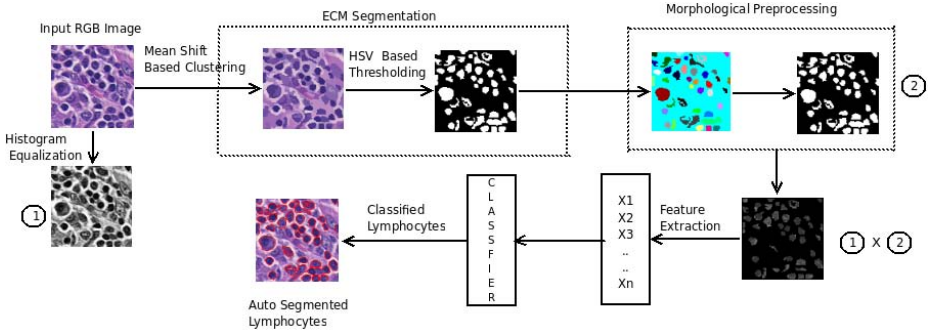 ECM Segmentation
Morphological Preprocessing
Input RGB Image
Mean Shift
Based Clustering
HSV Based
Thresholding
2
Histogram
Equalization
1
Classified
Lymphocytes
C
L
A
S
S
F
I
E
R
X1
X2
X3
..
..
Xn
Feature
Extraction
1 X 2
Auto Segmented
Lymphocytes